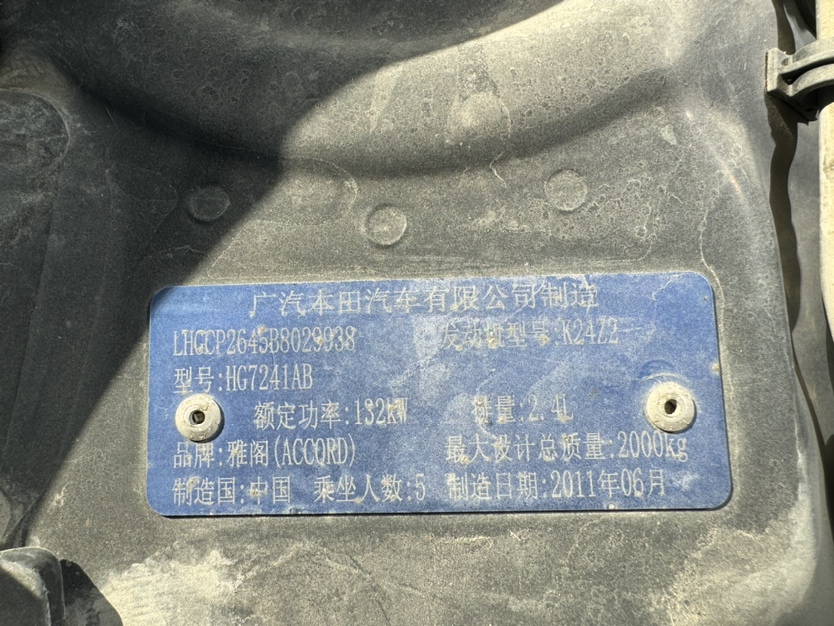 广汽本田汽车有限公司制造
LHGCP2645B8029938 发动机型号:K24Z2
型号:HG7241AB
额定功率:132kW 排量:2.4L
品牌:雅阁(ACCORD) 最大设计总质量:2000kg
制造国:中国 乘坐人数:5 制造日期:2011年06月